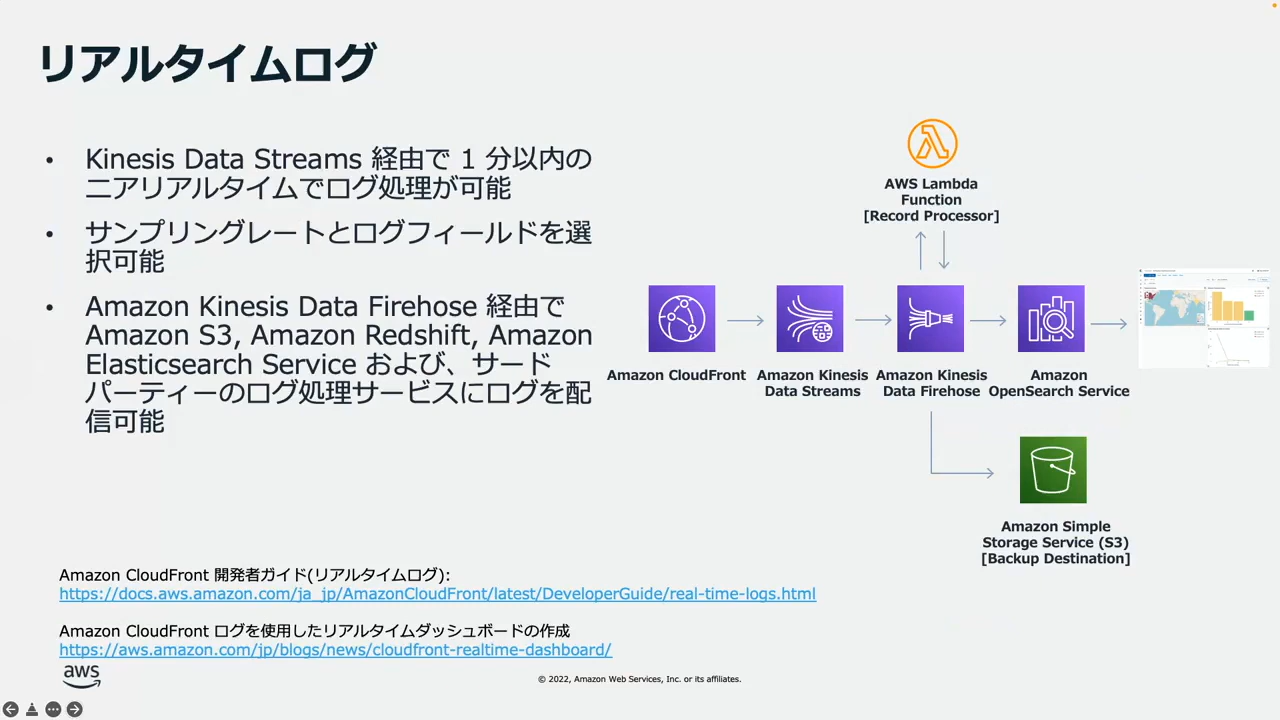 リアルタイムログ
• Kinesis Data Streams 経由で 1 分以内の
ニアリアルタイムでログ処理が可能
• サンプリングレートとログフィールドを選
択可能
• Amazon Kinesis Data Firehose 経由で
Amazon S3, Amazon Redshift, Amazon
Elasticsearch Service および、サード
パーティーのログ処理サービスにログを配
信可能
AWS Lambda
Function
[Record Processor]
Amazon CloudFront
Amazon Kinesis
Data Streams
Amazon Kinesis
Data Firehose
Amazon
OpenSearch Service
Amazon Simple
Storage Service (S3)
[Backup Destination]
Amazon CloudFront 開発者ガイド(リアルタイムログ):
https://docs.aws.amazon.com/ja_jp/AmazonCloudFront/latest/DeveloperGuide/real-time-logs.html
Amazon CloudFront ログを使用したリアルタイムダッシュボードの作成
https://aws.amazon.com/jp/blogs/news/cloudfront-realtime-dashboard/
aws
© 2022, Amazon Web Services, Inc. or its affiliates.